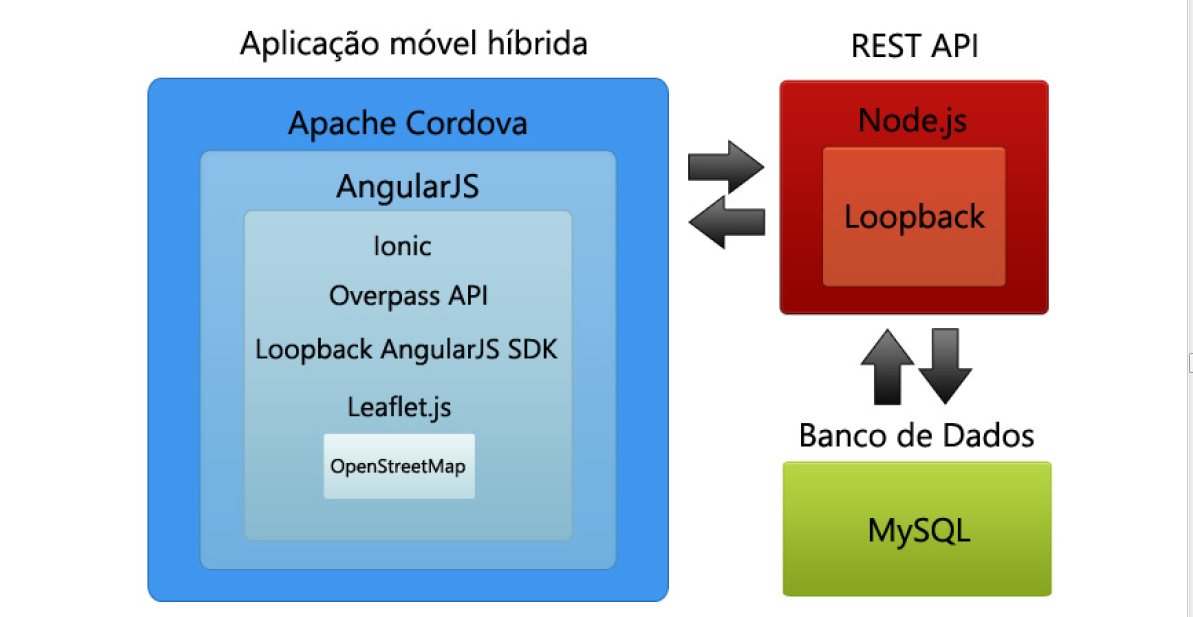 Aplicação móvel híbrida
Apache Cordova
AngularJS
Ionic
Overpass API
Loopback AngularJS SDK
Leaflet.js
OpenStreetMap
REST API
Node.js
Loopback
Banco de Dados
MySQL